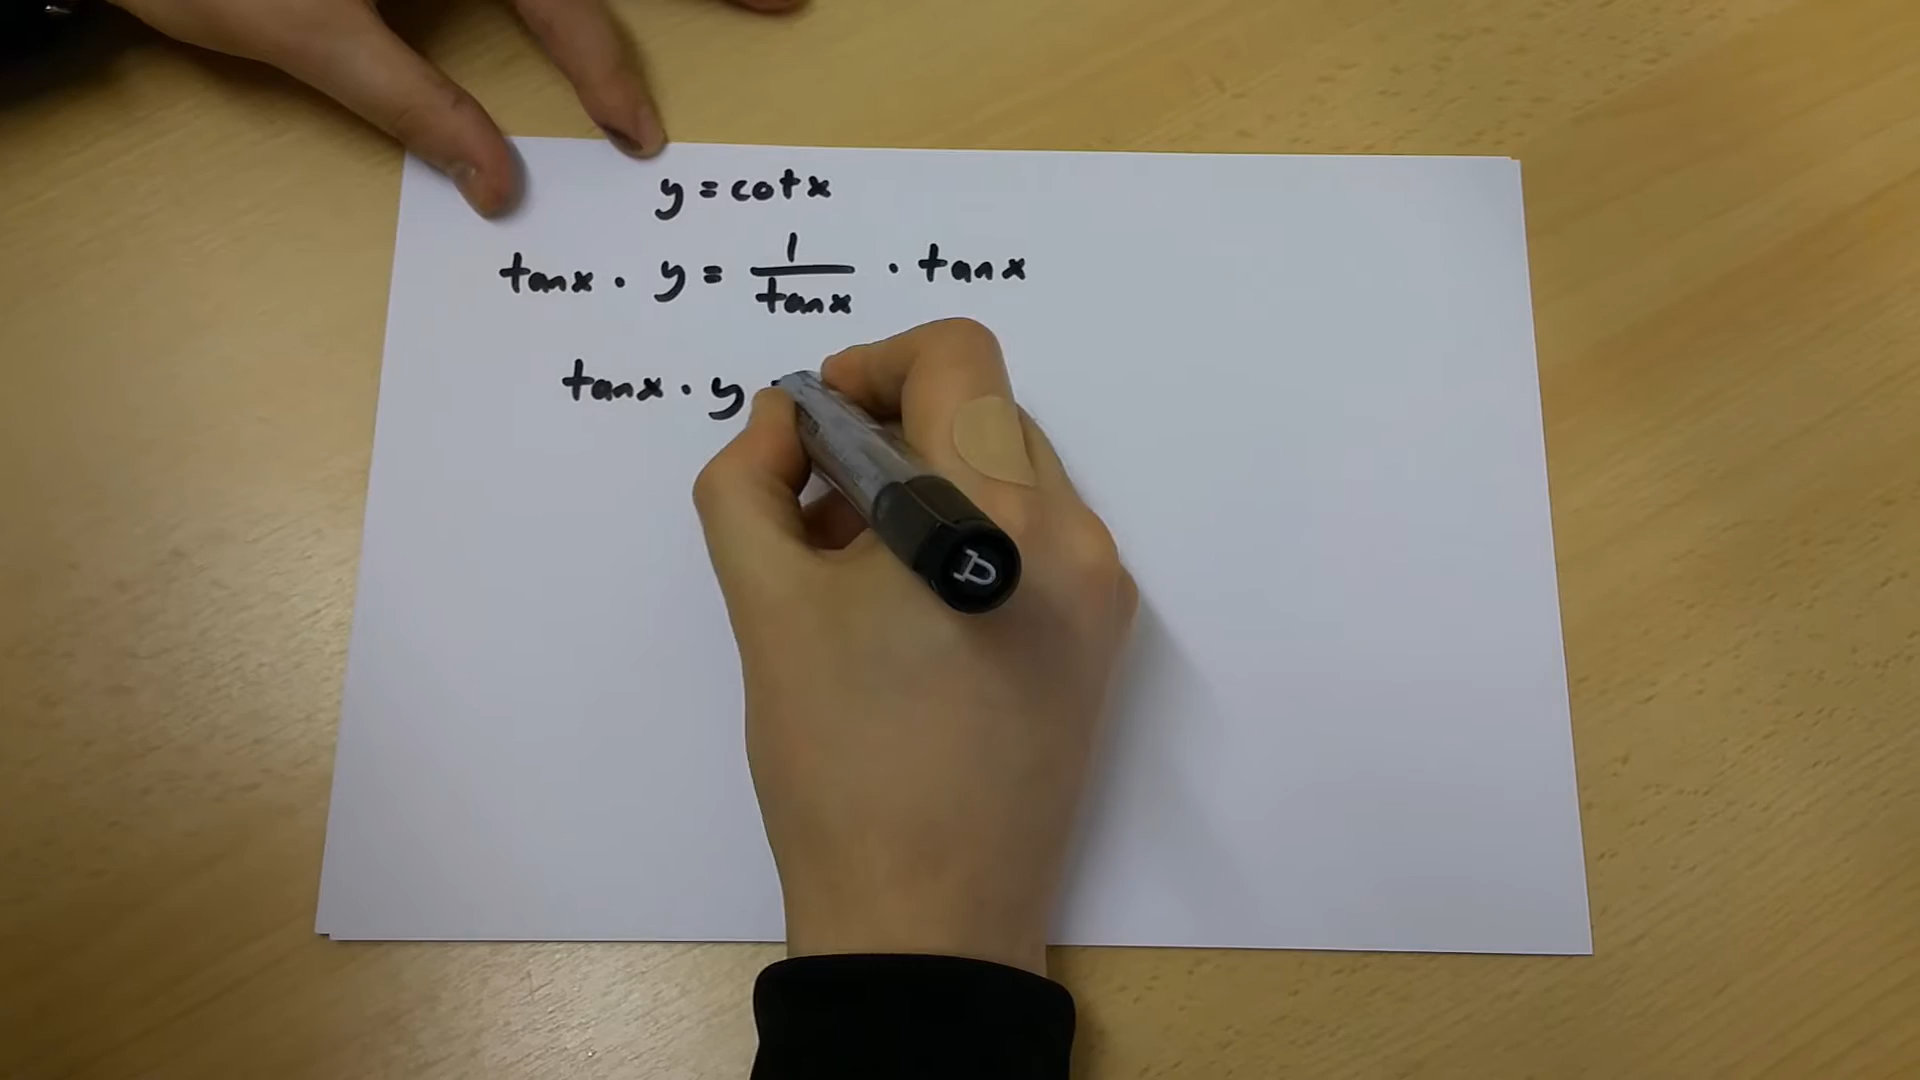 y = cotx
tanx · y = 1/tanx · tanx
tanx · y =